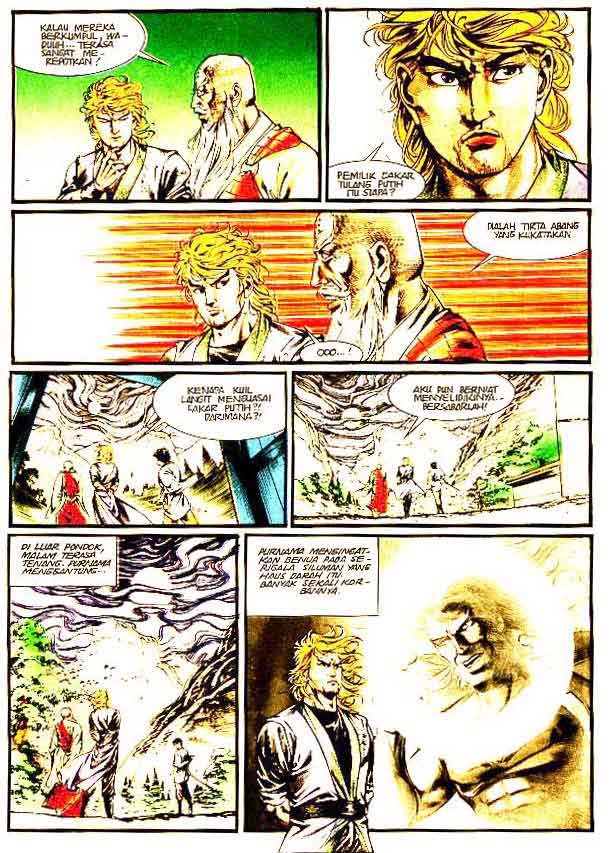 KALAU MEREKA
BERKUMPUL, WA-
DUUH... TERASA
SANGAT ME-
REPOTKAN!
PEMILIK CAKAR
TULANG PUTIH
ITU SIAPA?
DIALAH TIRTA ABANG
YANG KUKATAKAN.
OOO...!
KENAPA KUIL
LANGIT MENGUASAI
CAKAR PUTIH?!
DARIMANA?!
AKU PUN BERNIAT
MENYELIDIKINYA...
BERSABARLAH!
DI LUAR PONDOK,
MALAM TERASA
TENANG. PURNAMA
MENGGANTUNG...
PURNAMA MENGINGAT-
KAN BENUA PADA SE-
RIGALA SILUMAN YANG
HAUS DARAH ITU.
BANYAK SEKALI KOR-
BANNYA.